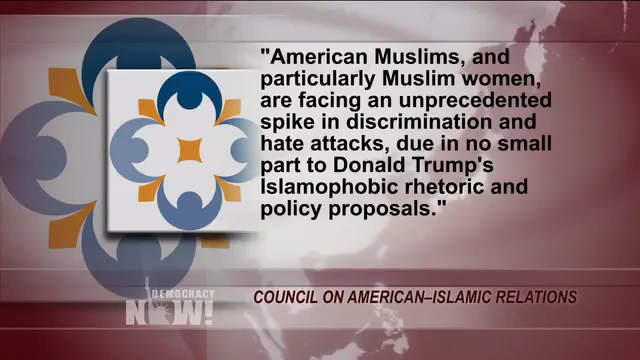 "American Muslims, and
particularly Muslim women,
are facing an unprecedented
spike in discrimination and
hate attacks, due in no small
part to Donald Trump's
Islamophobic rhetoric and
policy proposals."
COUNCIL ON AMERICAN–ISLAMIC RELATIONS
DEMOCRACY
NOW!